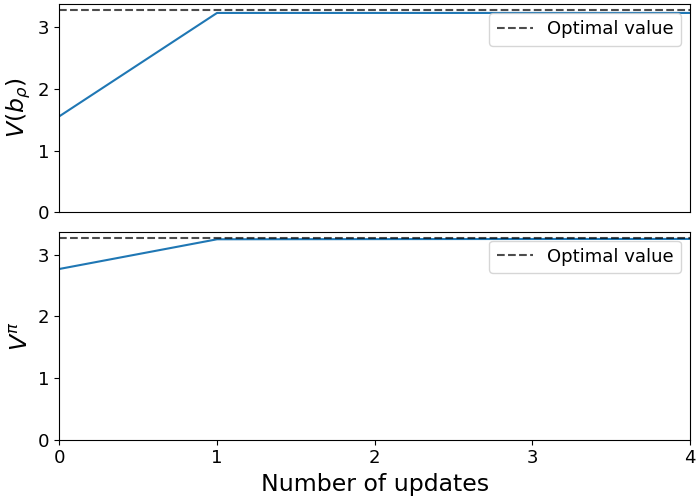 3
2
1
0
V(b_ρ)
Optimal value
3
2
1
0
V^π
Optimal value
0 1 2 3 4
Number of updates